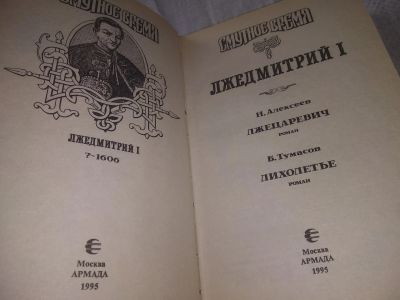 СМУТНОЕ ВРЕМЯ
ЛЖЕДМИТРИЙ I
?-1606
Москва
АРМАДА
1995
СМУТНОЕ ВРЕМЯ
ЛЖЕДМИТРИЙ I
Н. Алексеев
ЛЖЕЦАРЕВИЧ
РОМАН
Б. Тумасов
ЛИХОЛЕТЬЕ
РОМАН
Москва
АРМАДА
1995